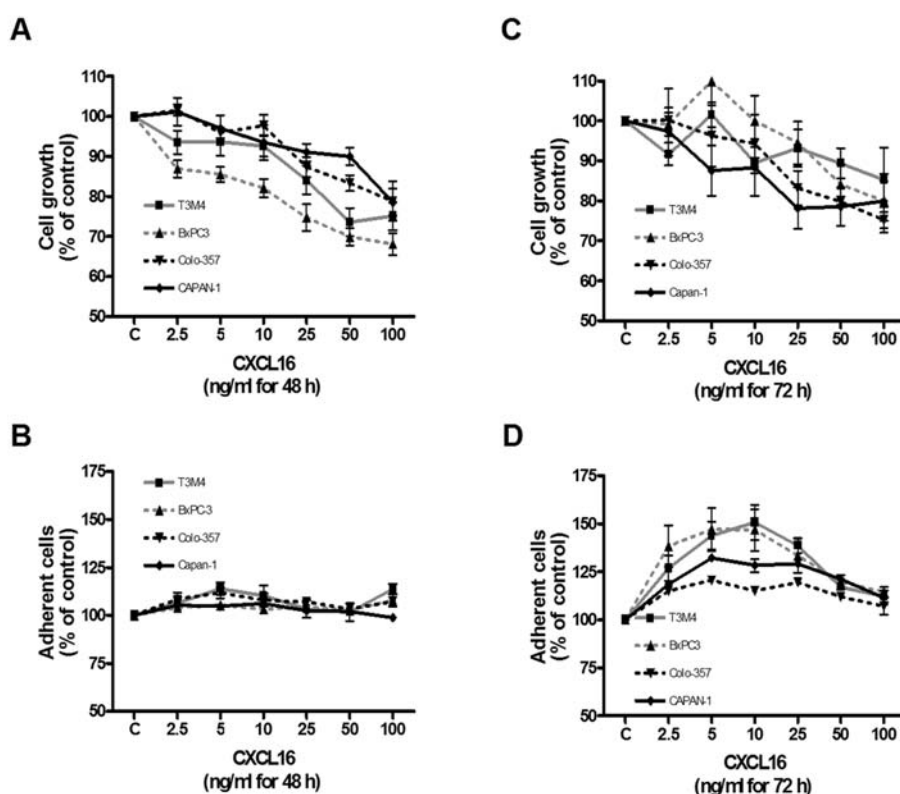 A
Cell growth
(% of control)
110
100
90
80
70
60
50
T3M4
BxPC3
Colo-357
CAPAN-1
C 2.5 5 10 25 50 100
CXCL16
(ng/ml for 48 h)
C
Cell growth
(% of control)
110
100
90
80
70
60
50
T3M4
BxPC-3
Colo-357
Capan-1
C 2.5 5 10 25 50 100
CXCL16
(ng/ml for 72 h)
B
Adherent cells
(% of control)
175
150
125
100
75
50
T3M4
BxPC-3
Colo-357
Capan-1
C 2.5 5 10 25 50 100
CXCL16
(ng/ml for 48 h)
D
Adherent cells
(% of control)
175
150
125
100
75
50
T3M4
BxPC3
Colo-357
CAPAN-1
C 2.5 5 10 25 50 100
CXCL16
(ng/ml for 72 h)